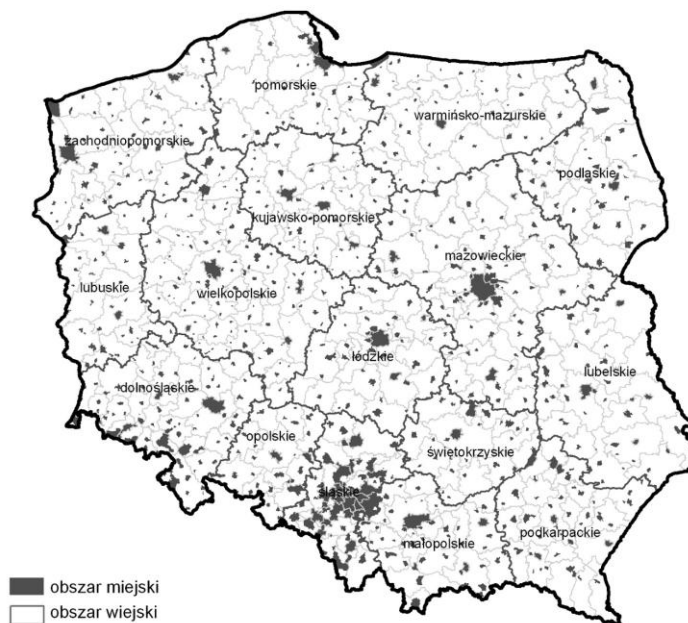 pomorskie
warmińsko-mazurskie
zachodniopomorskie
podlaskie
kujawsko-pomorskie
mazowieckie
lubuskie
wielkopolskie
łódzkie
lubelskie
dolnośląskie
opolskie
świętokrzyskie
śląskie
podkarpackie
małopolskie
obszar miejski
obszar wiejski